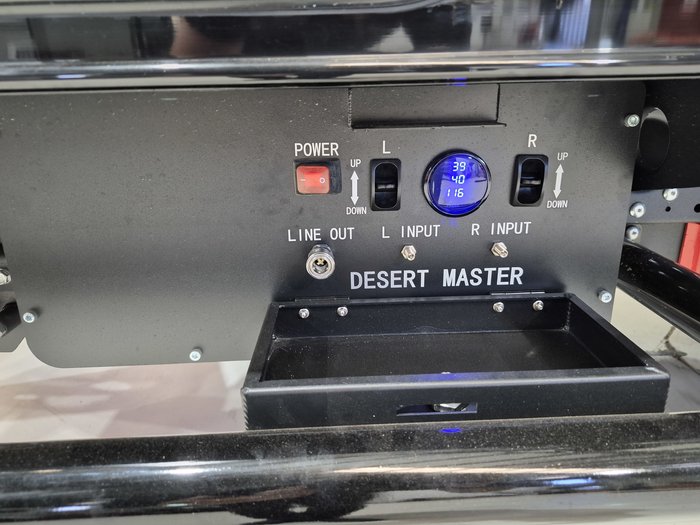 POWER
L
R
UP
DOWN
39
40
116
UP
DOWN
LINE OUT
L INPUT
R INPUT
DESERT MASTER